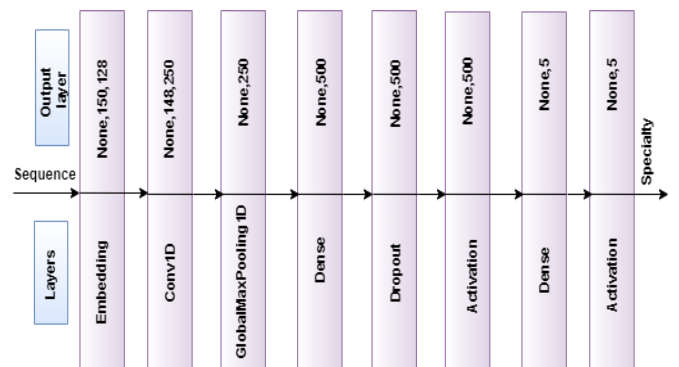 Output
layer
None,150,128
None,148,250
None,250
None,500
None,500
None,500
None,5
None,5
Sequence
Specialty
Layers
Embedding
Conv1D
GlobalMaxPooling1D
Dense
Dropout
Activation
Dense
Activation